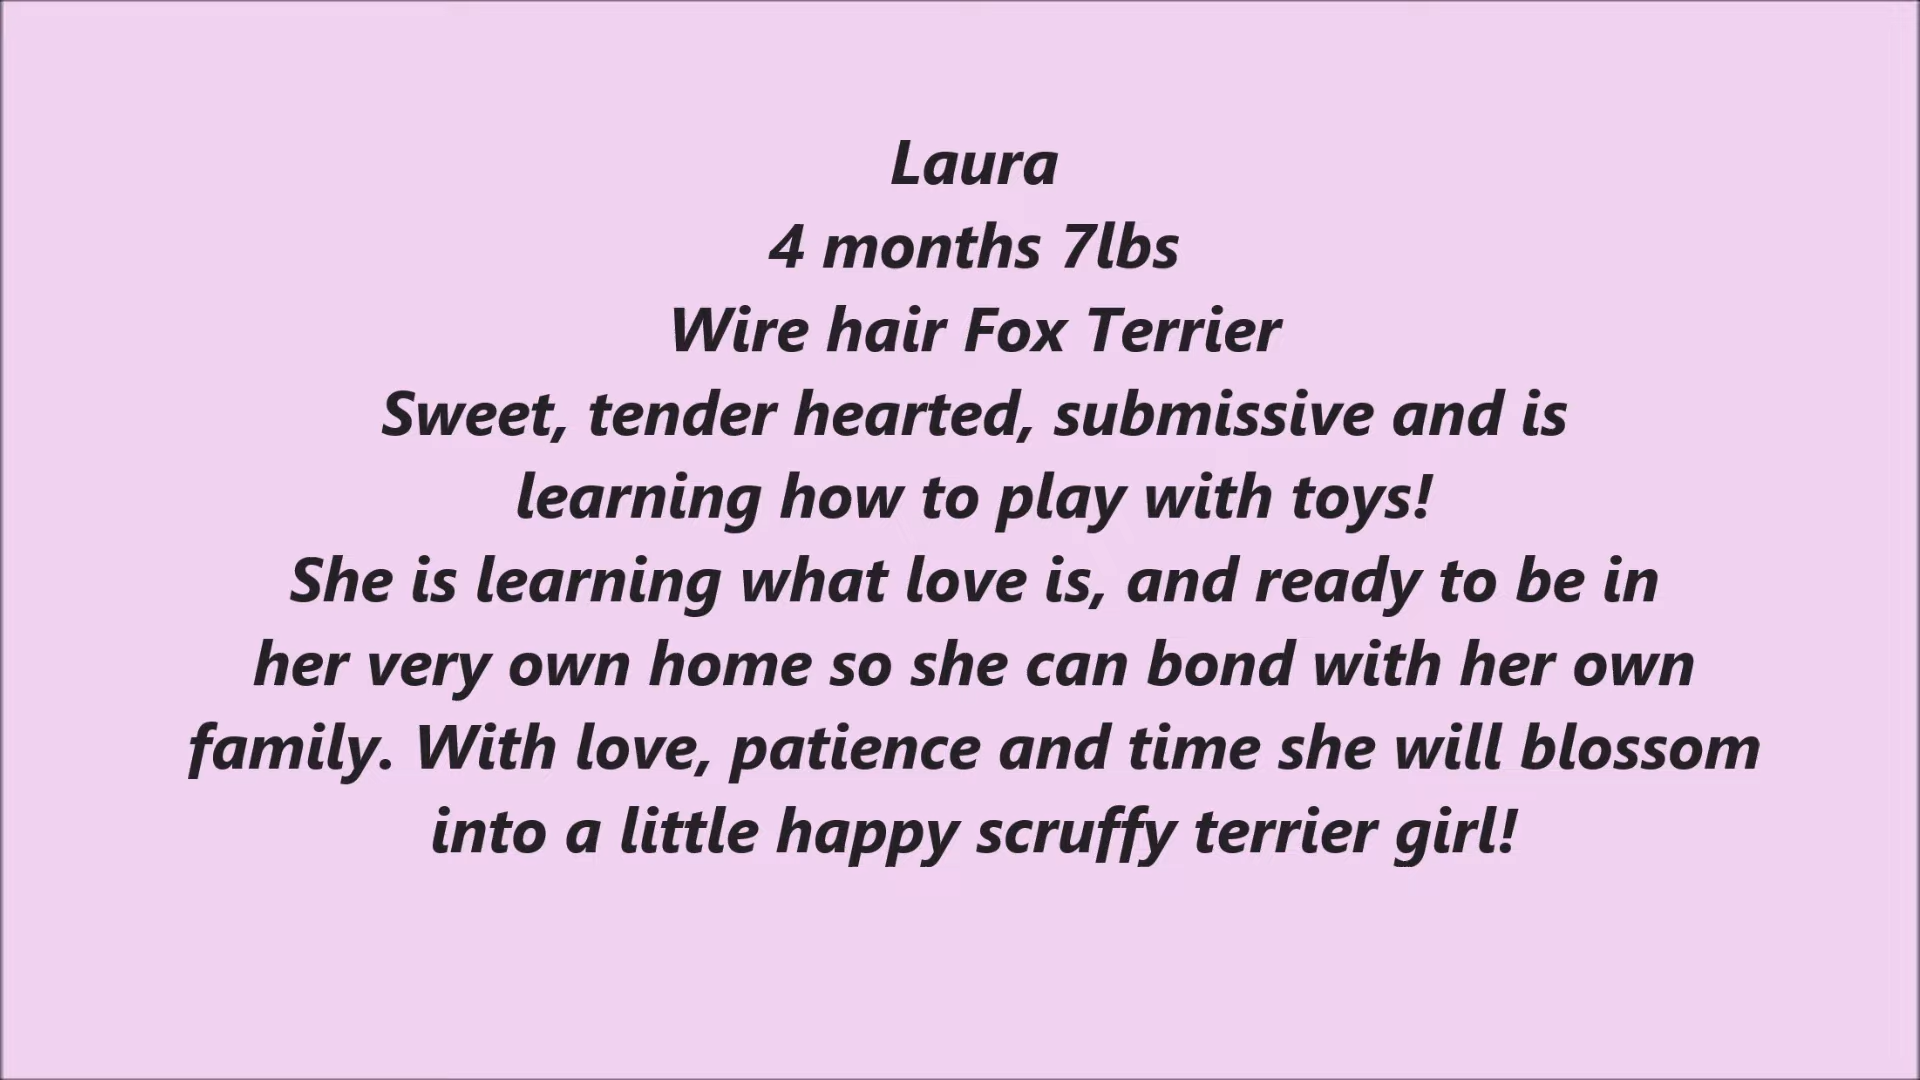 Laura
4 months 7lbs
Wire hair Fox Terrier
Sweet, tender hearted, submissive and is
learning how to play with toys!
She is learning what love is, and ready to be in
her very own home so she can bond with her own
family. With love, patience and time she will blossom
into a little happy scruffy terrier girl!